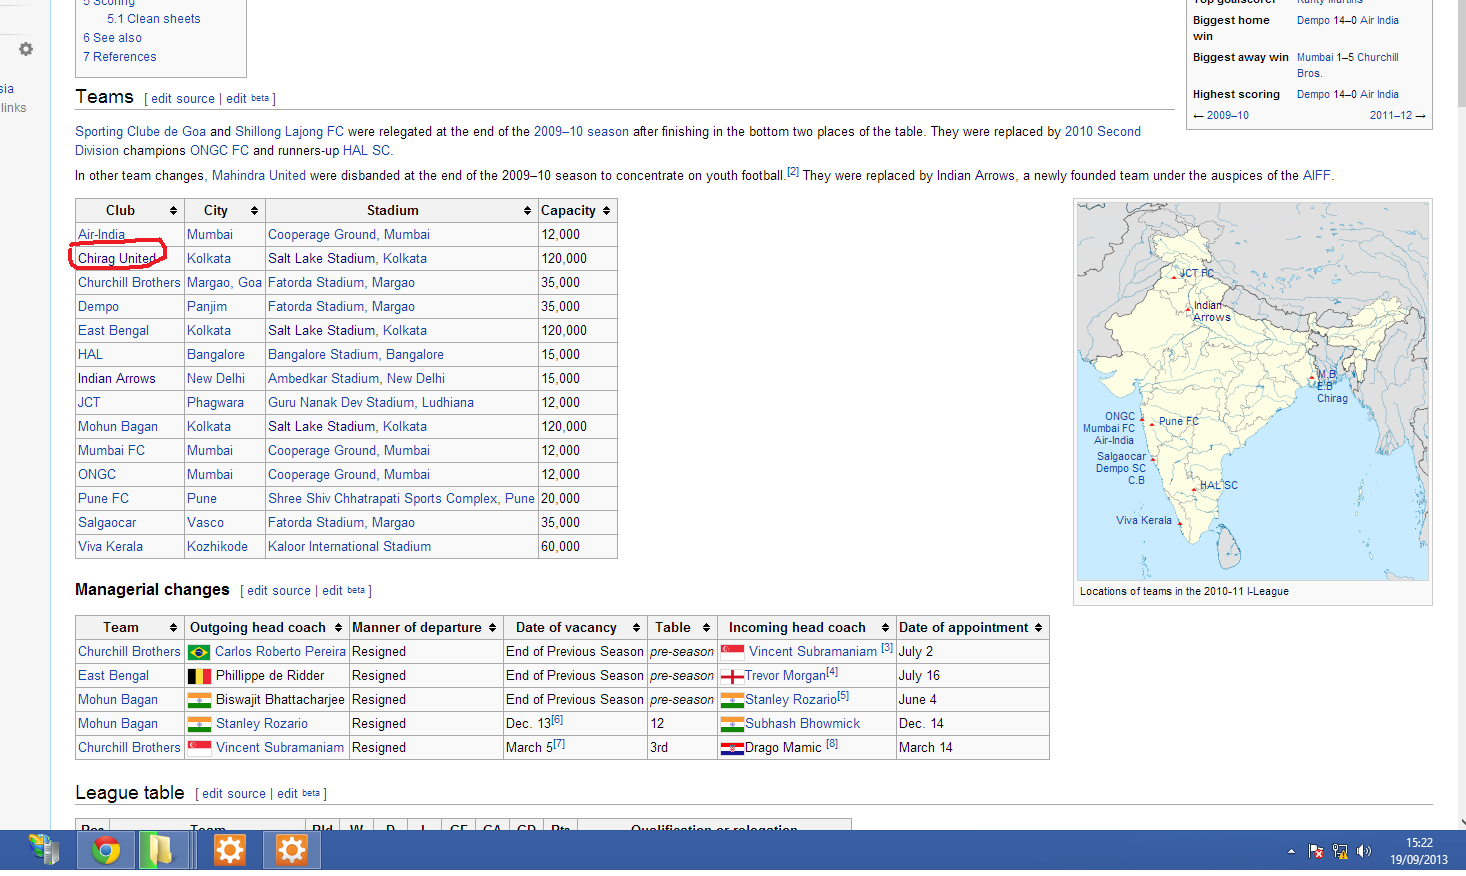 5 Scoring
5.1 Clean sheets
6 See also
7 References
Top goalscorer Ranty Martins
Biggest home win Dempo 14–0 Air India
Biggest away win Mumbai 1–5 Churchill Bros.
Highest scoring Dempo 14–0 Air India
← 2009–10 2011–12 →
sia
links
Teams [ edit source | edit beta ]
Sporting Clube de Goa and Shillong Lajong FC were relegated at the end of the 2009–10 season after finishing in the bottom two places of the table. They were replaced by 2010 Second
Division champions ONGC FC and runners-up HAL SC.
In other team changes, Mahindra United were disbanded at the end of the 2009–10 season to concentrate on youth football.[2] They were replaced by Indian Arrows, a newly founded team under the auspices of the AIFF.
Club City Stadium Capacity
Air-India Mumbai Cooperage Ground, Mumbai 12,000
Chirag United Kolkata Salt Lake Stadium, Kolkata 120,000
Churchill Brothers Margao, Goa Fatorda Stadium, Margao 35,000
Dempo Panjim Fatorda Stadium, Margao 35,000
East Bengal Kolkata Salt Lake Stadium, Kolkata 120,000
HAL Bangalore Bangalore Stadium, Bangalore 15,000
Indian Arrows New Delhi Ambedkar Stadium, New Delhi 15,000
JCT Phagwara Guru Nanak Dev Stadium, Ludhiana 12,000
Mohun Bagan Kolkata Salt Lake Stadium, Kolkata 120,000
Mumbai FC Mumbai Cooperage Ground, Mumbai 12,000
ONGC Mumbai Cooperage Ground, Mumbai 12,000
Pune FC Pune Shree Shiv Chhatrapati Sports Complex, Pune 20,000
Salgaocar Vasco Fatorda Stadium, Margao 35,000
Viva Kerala Kozhikode Kaloor International Stadium 60,000
JCT FC
Indian
Arrows
M.B
E.B
Chirag
ONGC
Mumbai FC
Air-India
Pune FC
Salgaocar
Dempo SC
C.B
HAL SC
Viva Kerala
Locations of teams in the 2010-11 I-League
Managerial changes [ edit source | edit beta ]
Team Outgoing head coach Manner of departure Date of vacancy Table Incoming head coach Date of appointment
Churchill Brothers Carlos Roberto Pereira Resigned End of Previous Season pre-season Vincent Subramaniam [3] July 2
East Bengal Phillippe de Ridder Resigned End of Previous Season pre-season Trevor Morgan[4] July 16
Mohun Bagan Biswajit Bhattacharjee Resigned End of Previous Season pre-season Stanley Rozario[5] June 4
Mohun Bagan Stanley Rozario Resigned Dec. 13[6] 12 Subhash Bhowmick Dec. 14
Churchill Brothers Vincent Subramaniam Resigned March 5[7] 3rd Drago Mamic [8] March 14
League table [ edit source | edit beta ]
Pos Team Pld W D L GF GA GD Pts Qualification or relegation
15:22
19/09/2013